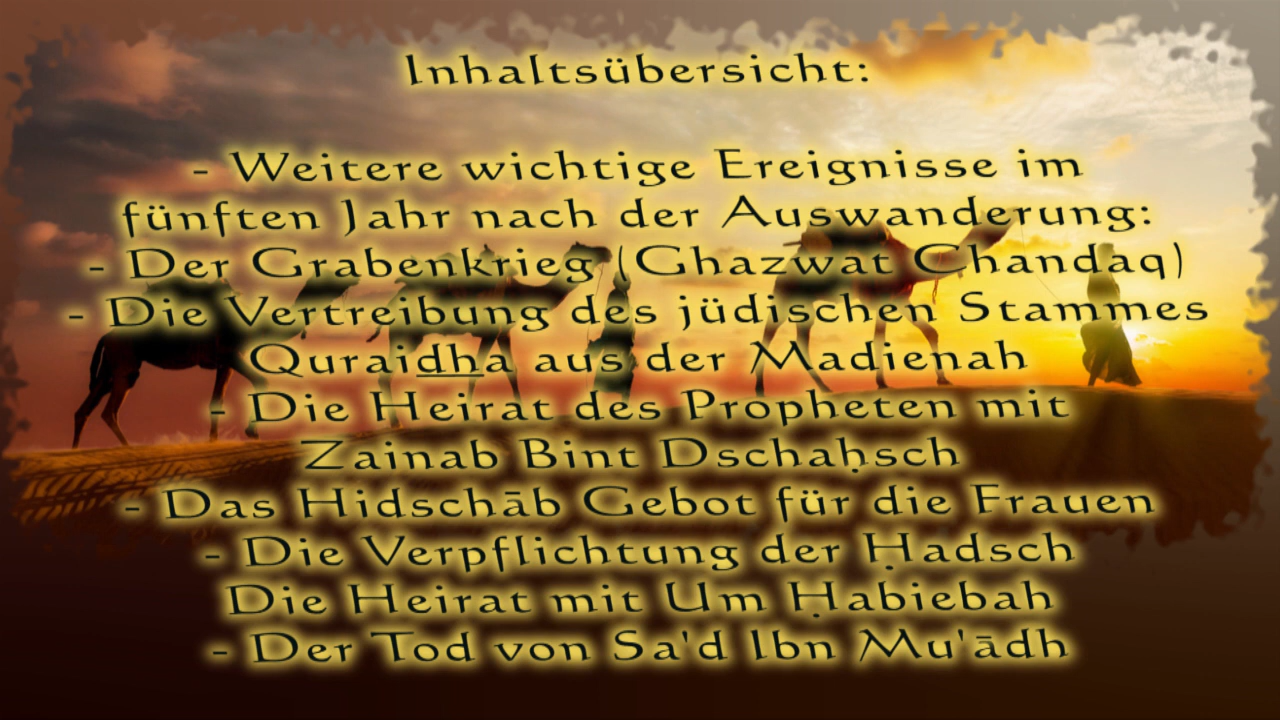 Inhaltsübersicht:
- Weitere wichtige Ereignisse im
fünften Jahr nach der Auswanderung:
- Der Grabenkrieg (Ghazwat Chandaq)
- Die Vertreibung des jüdischen Stammes
Quraidha aus der Madienah
- Die Heirat des Propheten mit
Zainab Bint Dschaḥsch
- Das Hidschāb Gebot für die Frauen
- Die Verpflichtung der Ḥadsch
Die Heirat mit Um Ḥabiebah
- Der Tod von Sa'd Ibn Mu'ādh